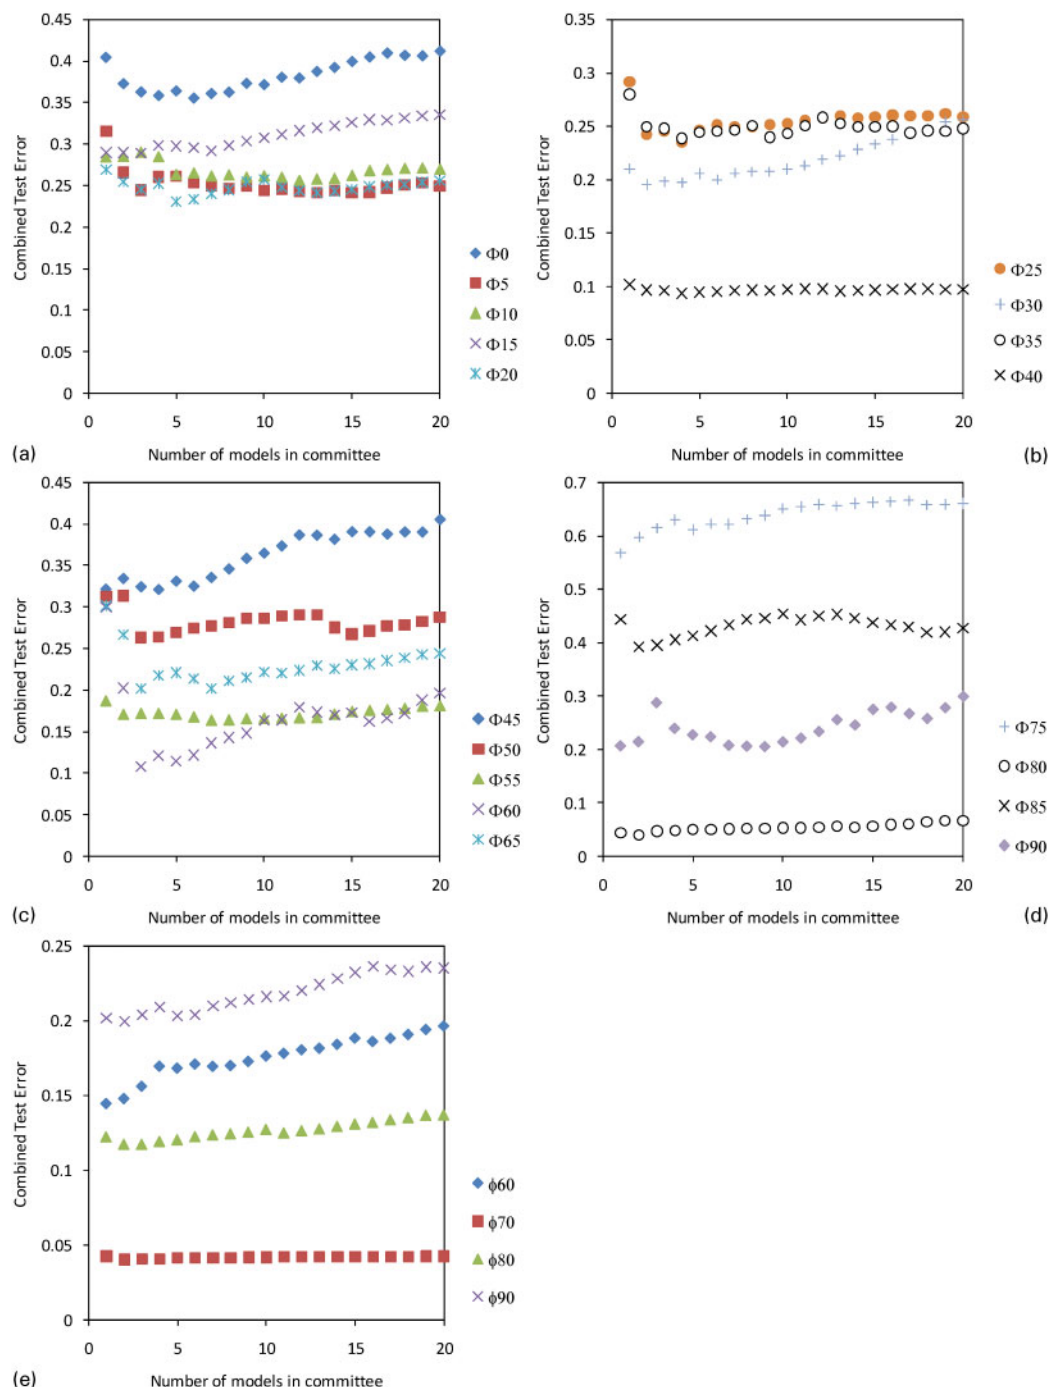 0.45
0.4
0.35
0.3
0.25
0.2
0.15
0.1
0.05
0
Combined Test Error
0 5 10 15 20
Number of models in committee
Φ0
Φ5
Φ10
Φ15
Φ20
(a)
0.35
0.3
0.25
0.2
0.15
0.1
0.05
0
Combined Test Error
0 5 10 15 20
Number of models in committee
Φ25
Φ30
Φ35
Φ40
(b)
0.45
0.4
0.35
0.3
0.25
0.2
0.15
0.1
0.05
0
Combined Test Error
0 5 10 15 20
Number of models in committee
Φ45
Φ50
Φ55
Φ60
Φ65
(c)
0.7
0.6
0.5
0.4
0.3
0.2
0.1
0
Combined Test Error
0 5 10 15 20
Number of models in committee
Φ75
Φ80
Φ85
Φ90
(d)
0.25
0.2
0.15
0.1
0.05
0
Combined Test Error
0 5 10 15 20
Number of models in committee
ϕ60
ϕ70
ϕ80
ϕ90
(e)